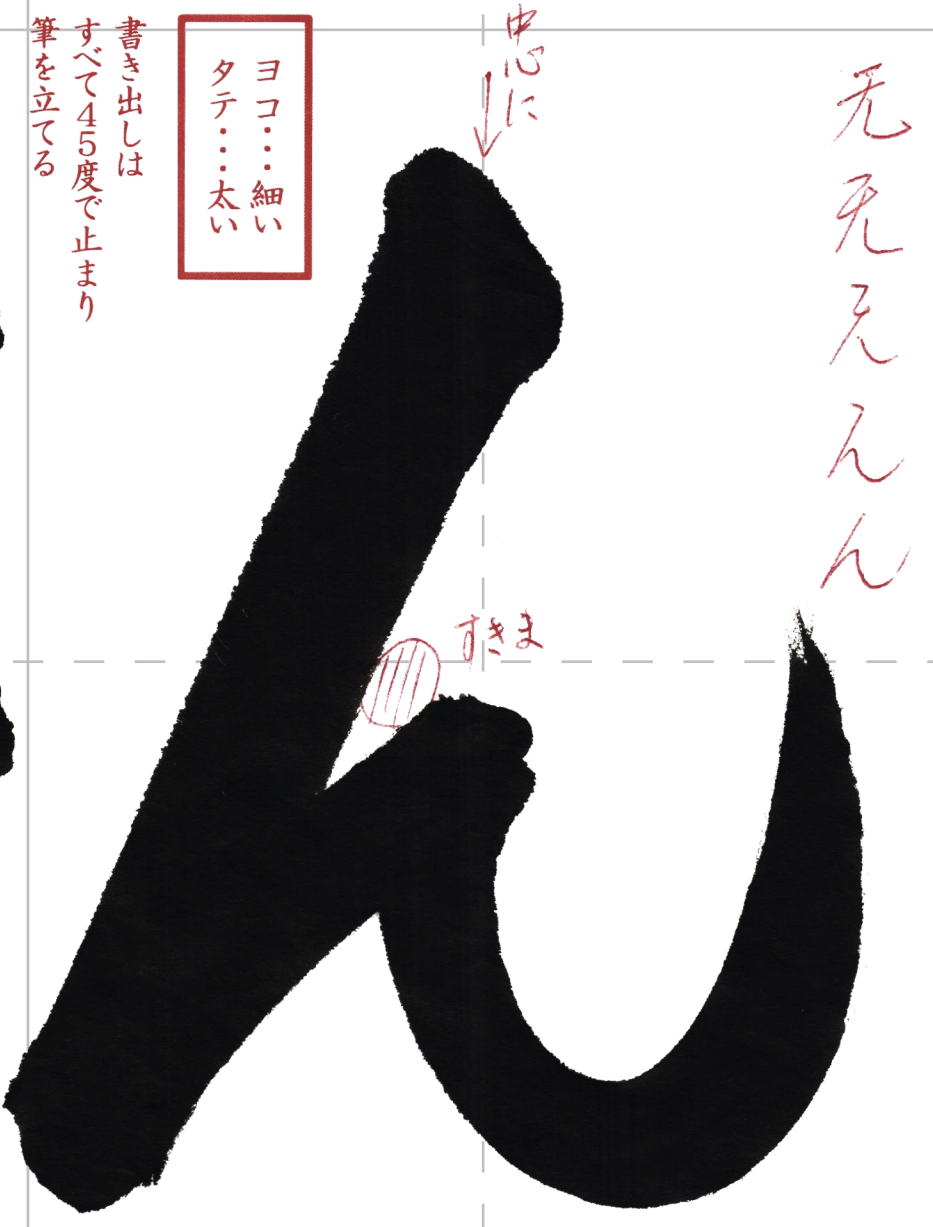 无
无
え
ん
ん
中心に
ん
すきま
ヨコ・・・細い
タテ・・・太い
書き出しは
すべて45度で止まり
筆を立てる